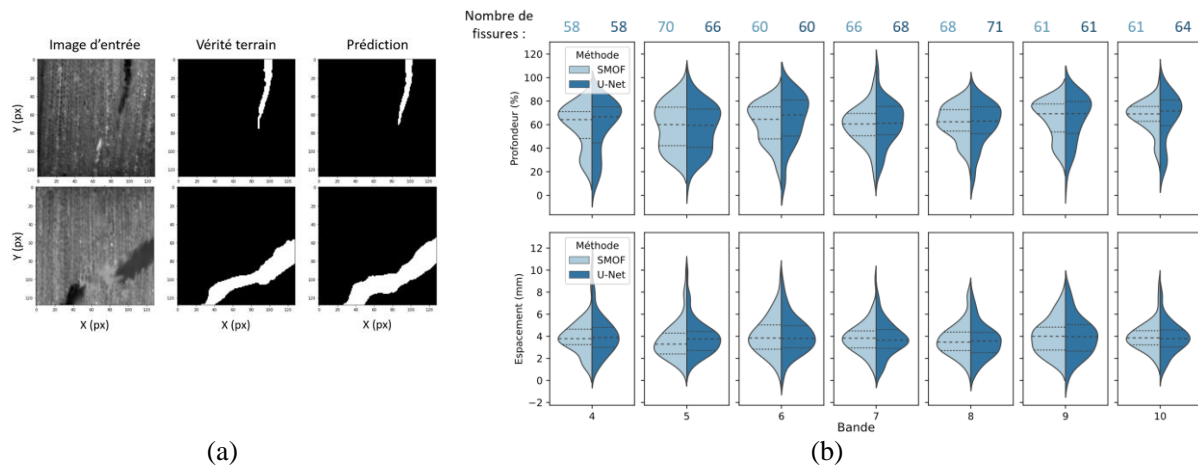 (a)
Image d'entrée Vérité terrain Prédiction
Y (px)
Y (px)
X (px) X (px) X (px)
(b)
Nombre de
fissures :
58 58 70 66 60 60 66 68 68 71 61 61 61 64
Méthode
SMOF
U-Net
Profondeur (%)
120
100
80
60
40
20
0
Méthode
SMOF
U-Net
Espacement (mm)
12
10
8
6
4
2
0
−2
4 5 6 7 8 9 10
Bande